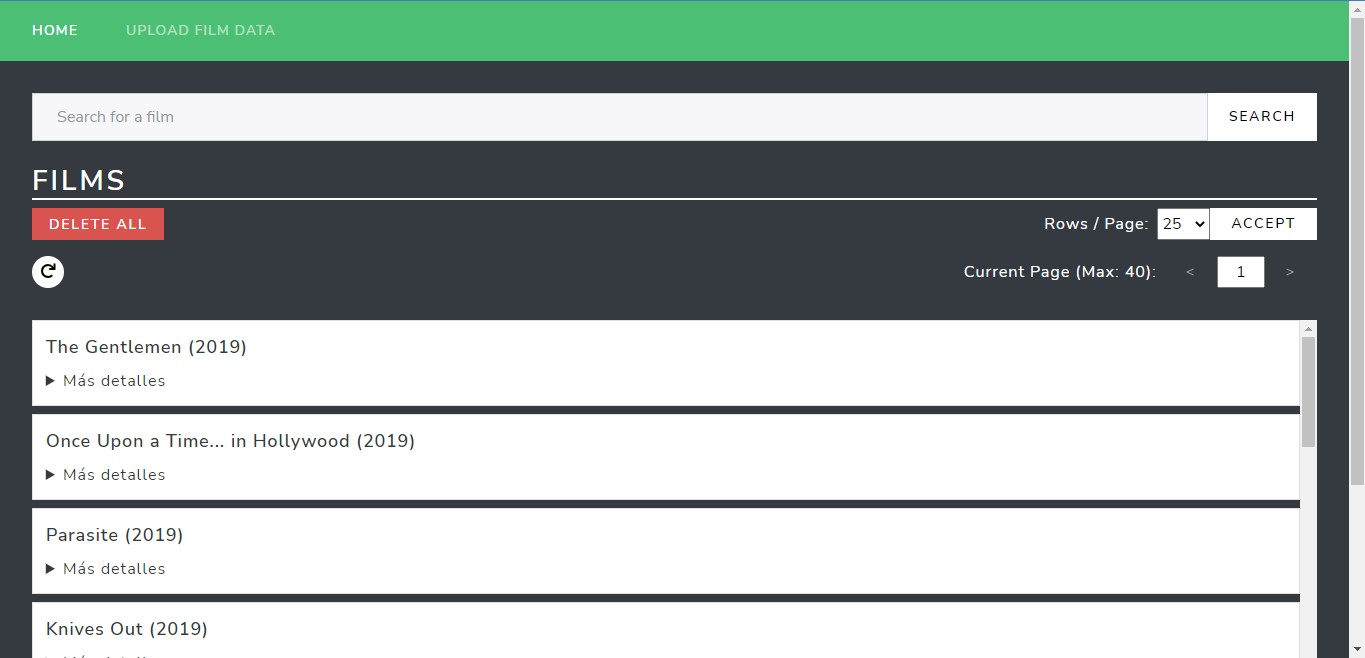 HOME UPLOAD FILM DATA
Search for a film SEARCH
FILMS
DELETE ALL Rows / Page: 25 ACCEPT
Current Page (Max: 40): < 1 >
The Gentlemen (2019)
Más detalles
Once Upon a Time... in Hollywood (2019)
Más detalles
Parasite (2019)
Más detalles
Knives Out (2019)